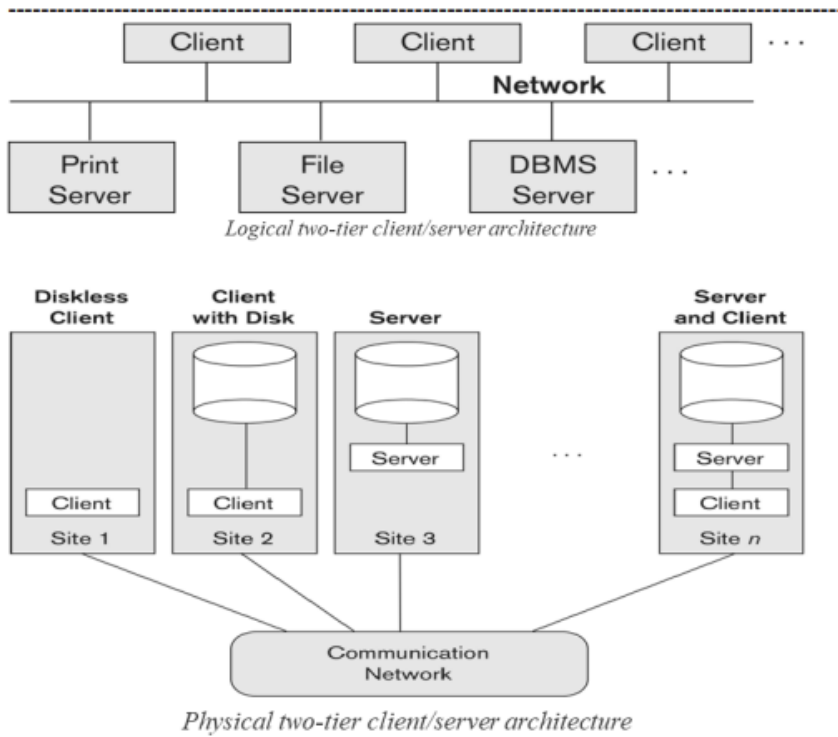 Client Client Client ...
Network
Print
Server
File
Server
DBMS
Server
...
Logical two-tier client/server architecture
Diskless
Client
Client
with Disk
Server
Server
and Client
Client
Site 1
Client
Site 2
Server
Site 3
...
Server
Client
Site n
Communication
Network
Physical two-tier client/server architecture